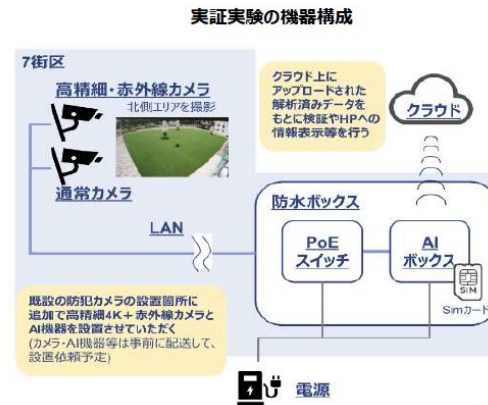 実証実験の機器構成
7街区
高精細・赤外線カメラ
北側エリアを撮影
通常カメラ
LAN
クラウド上に
アップロードされた
解析済みデータを
もとに検証やHPへの
情報表示等を行う
クラウド
防水ボックス
PoE
スイッチ
AI
ボックス
SIM
Simカード
既設の防犯カメラの設置箇所に
追加で高精細4K+赤外線カメラと
AI機器を設置させていただく
(カメラ・AI機器等は事前に配送して、
設置依頼予定)
電源